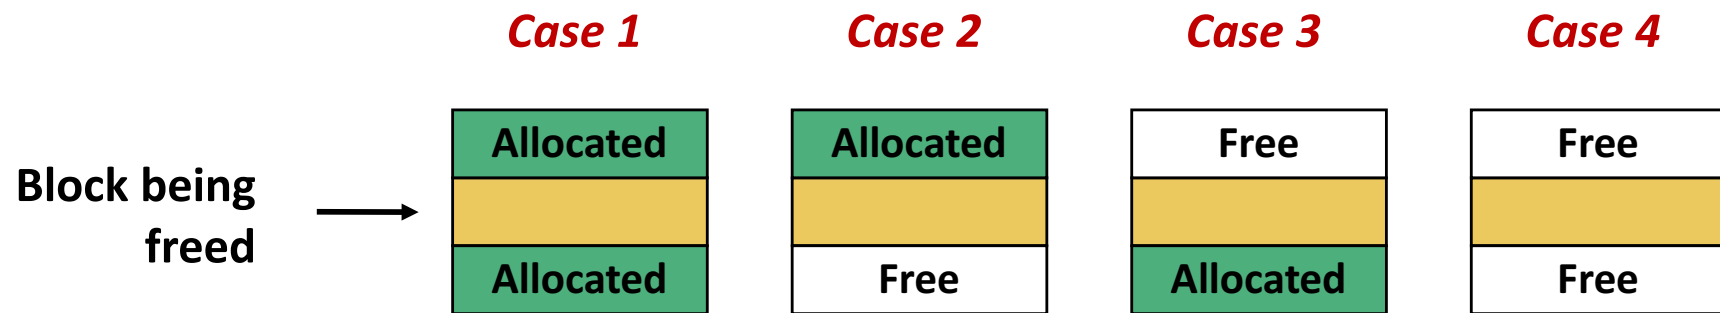 Case 1 Case 2 Case 3 Case 4
Allocated Allocated Free Free
Block being
freed
Allocated Free Allocated Free